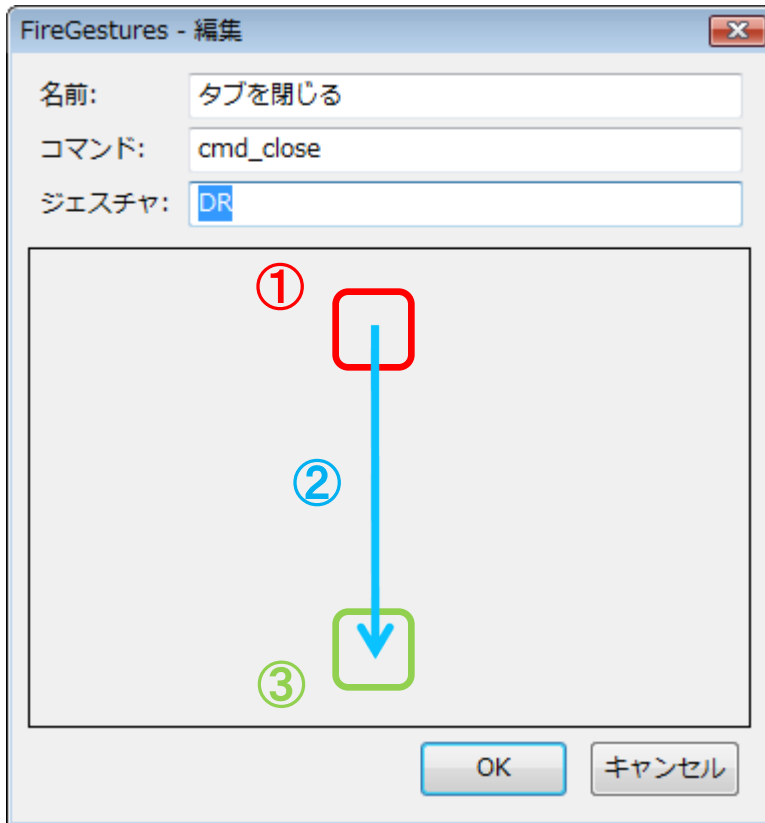 FireGestures - 編集
名前: タブを閉じる
コマンド: cmd_close
ジェスチャ: DR
①
②
③
OK キャンセル